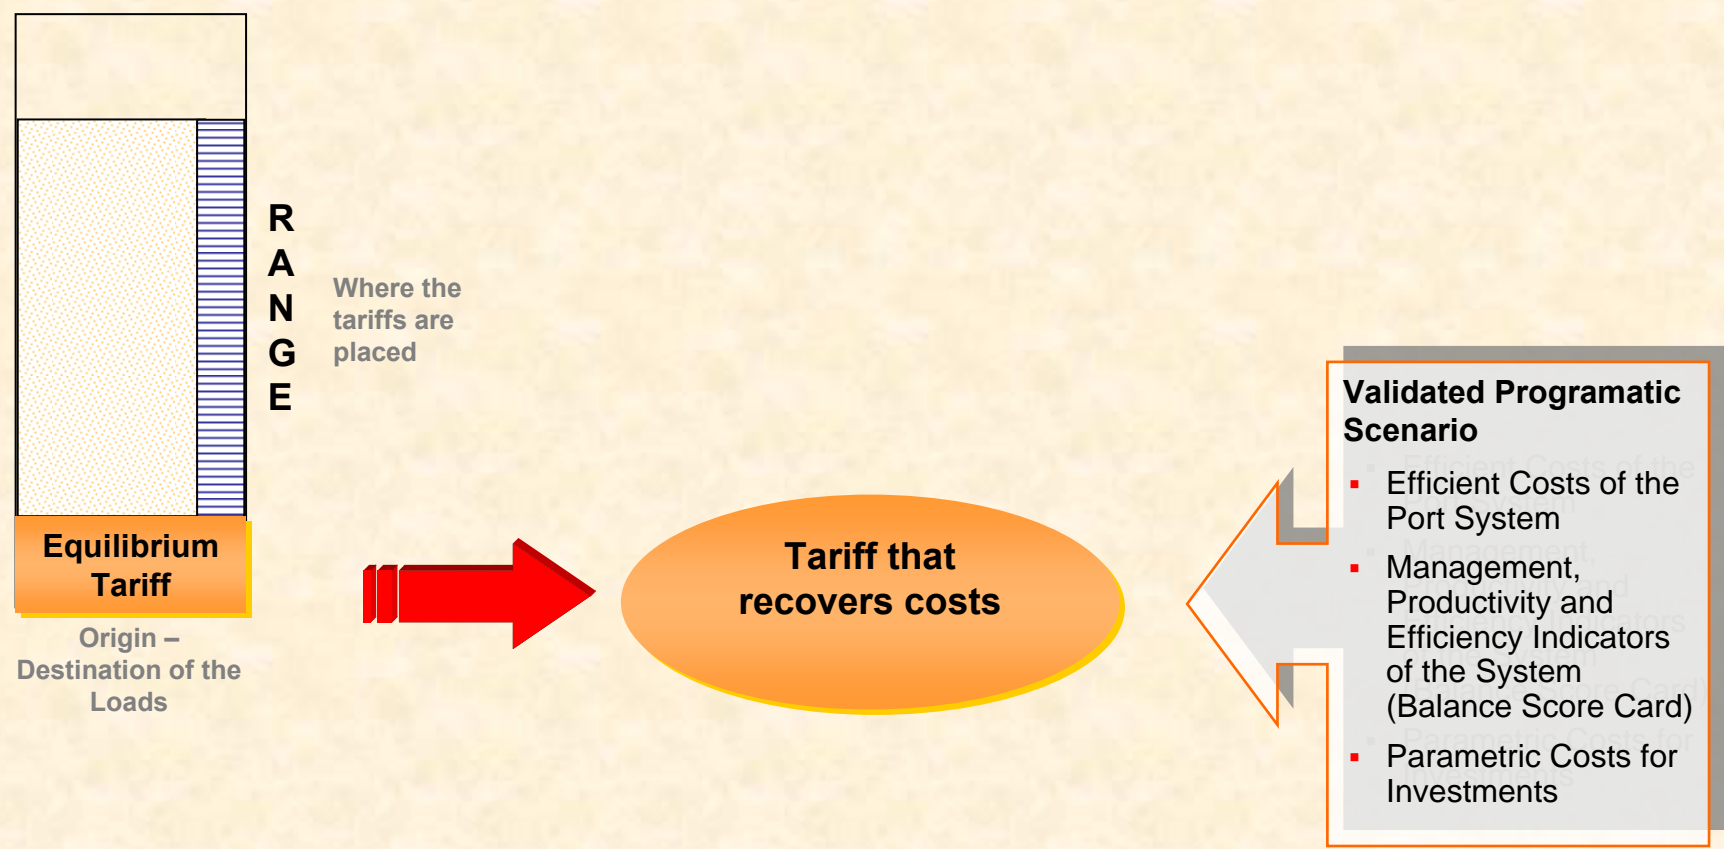 R
A
N
G
E
Where the
tariffs are
placed
Equilibrium
Tariff
Origin –
Destination of the
Loads
Tariff that
recovers costs
Validated Programatic
Scenario
▪ Efficient Costs of the
Port System
▪ Management,
Productivity and
Efficiency Indicators
of the System
(Balance Score Card)
▪ Parametric Costs for
Investments